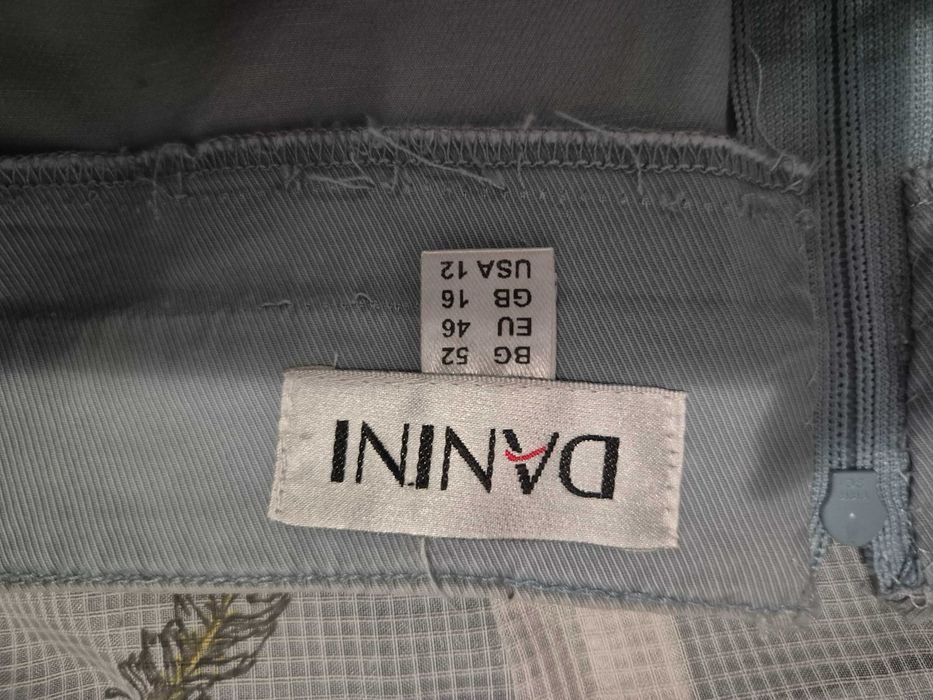 DANINI
BG 52
EU 46
GB 16
USA 12